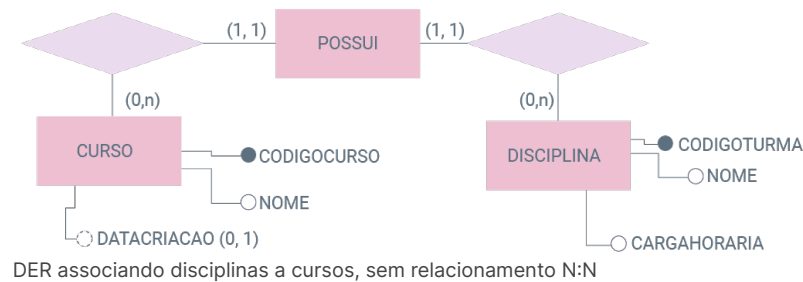 (1, 1) POSSUI (1, 1)
(0,n) (0,n)
CURSO
CODIGOCURSO
NOME
DATACRIACAO (0, 1)
DISCIPLINA
CODIGOTURMA
NOME
CARGAHORARIA
DER associando disciplinas a cursos, sem relacionamento N:N